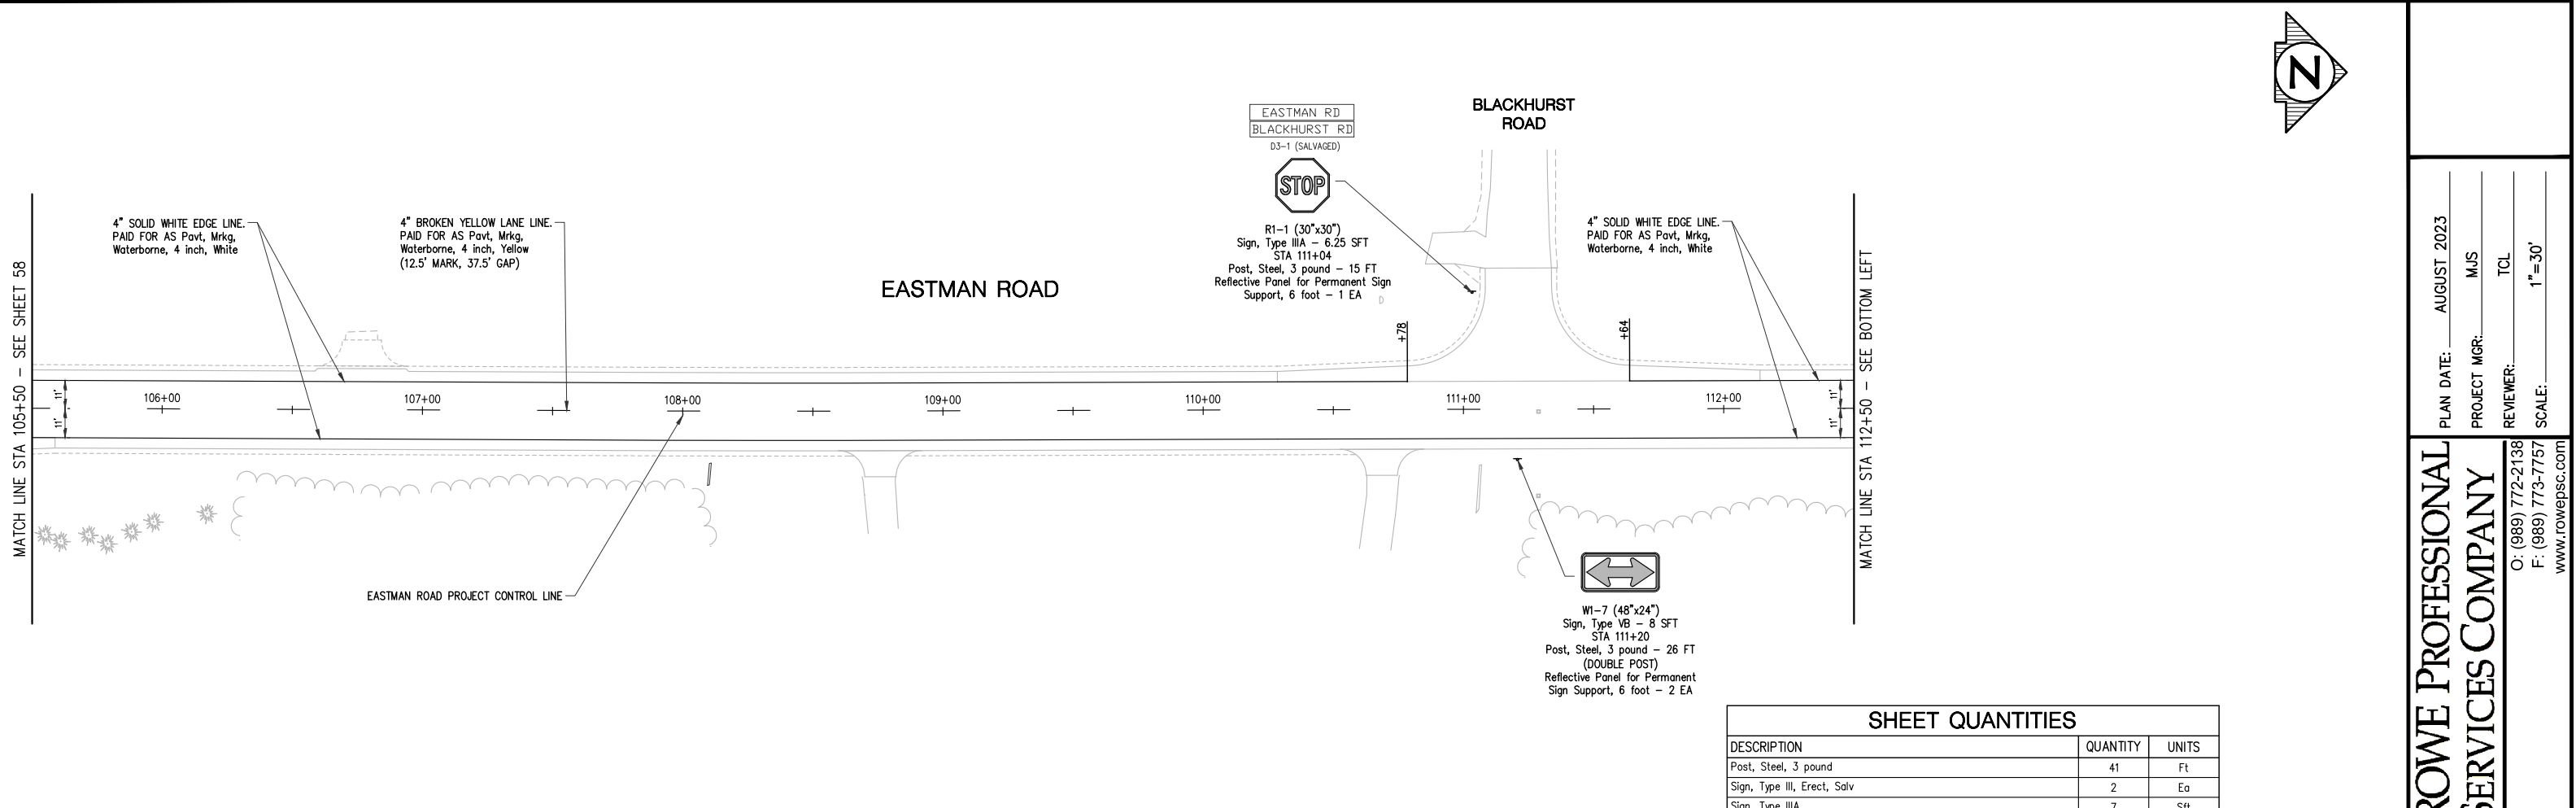 N
BLACKHURST
ROAD
EASTMAN RD
BLACKHURST RD
D3-1 (SALVAGED)
STOP
R1-1 (30"x30")
Sign, Type IIIA - 6.25 SFT
STA 111+04
Post, Steel, 3 pound - 15 FT
Reflective Panel for Permanent Sign
Support, 6 foot - 1 EA
D
4" SOLID WHITE EDGE LINE.
PAID FOR AS Pavt, Mrkg,
Waterborne, 4 inch, White
4" BROKEN YELLOW LANE LINE.
PAID FOR AS Pavt, Mrkg,
Waterborne, 4 inch, Yellow
(12.5' MARK, 37.5' GAP)
4" SOLID WHITE EDGE LINE.
PAID FOR AS Pavt, Mrkg,
Waterborne, 4 inch, White
EASTMAN ROAD
MATCH LINE STA 105+50 - SEE SHEET 58
+78
+64
11'
11'
106+00
107+00
108+00
109+00
110+00
111+00
112+00
11'
11'
MATCH LINE STA 112+50 - SEE BOTTOM LEFT
EASTMAN ROAD PROJECT CONTROL LINE
W1-7 (48"x24")
Sign, Type VB - 8 SFT
STA 111+20
Post, Steel, 3 pound - 26 FT
(DOUBLE POST)
Reflective Panel for Permanent
Sign Support, 6 foot - 2 EA
SHEET QUANTITIES
DESCRIPTION QUANTITY UNITS
Post, Steel, 3 pound 41 Ft
Sign, Type III, Erect, Salv 2 Ea
Sign, Type IIIA 7 Sft
PLAN DATE: AUGUST 2023
PROJECT MGR: MJS
REVIEWER: TCL
SCALE: 1"=30'
ROWE PROFESSIONAL
SERVICES COMPANY
O: (989) 772-2138
F: (989) 773-7757
www.rowepsc.com